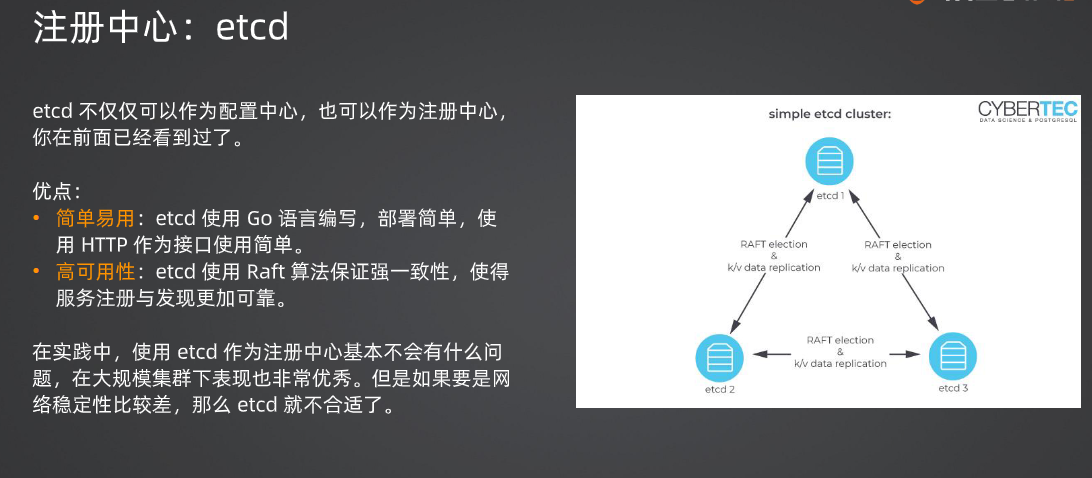 注册中心：etcd
etcd 不仅仅可以作为配置中心，也可以作为注册中心，
你在前面已经看到过了。
优点：
• 简单易用：etcd 使用 Go 语言编写，部署简单，使
用 HTTP 作为接口使用简单。
• 高可用性：etcd 使用 Raft 算法保证强一致性，使得
服务注册与发现更加可靠。
在实践中，使用 etcd 作为注册中心基本不会有什么问
题，在大规模集群下表现也非常优秀。但是如果要是网
络稳定性比较差，那么 etcd 就不合适了。
simple etcd cluster:
CYBERTEC
DATA SCIENCE & POSTGRESQL
etcd 1
RAFT election
&
k/v data replication
RAFT election
&
k/v data replication
RAFT election
&
k/v data replication
etcd 2
etcd 3